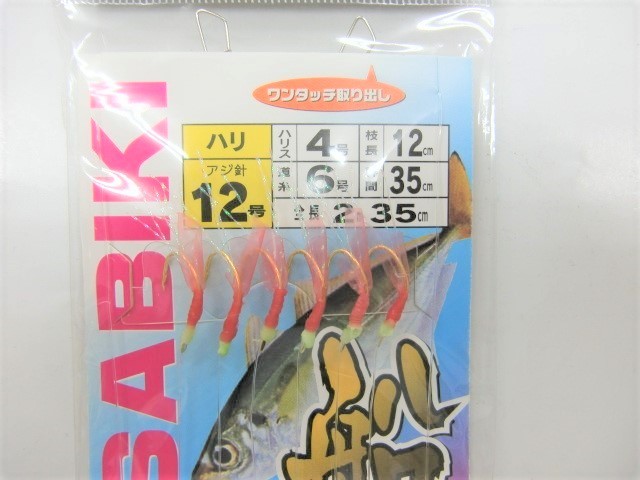 SABIKI
ワンタッチ取り出し
ハリ
アジ針
12号
ハリス 4号
枝長 12cm
道糸 6号
間 35cm
全長 2 35cm